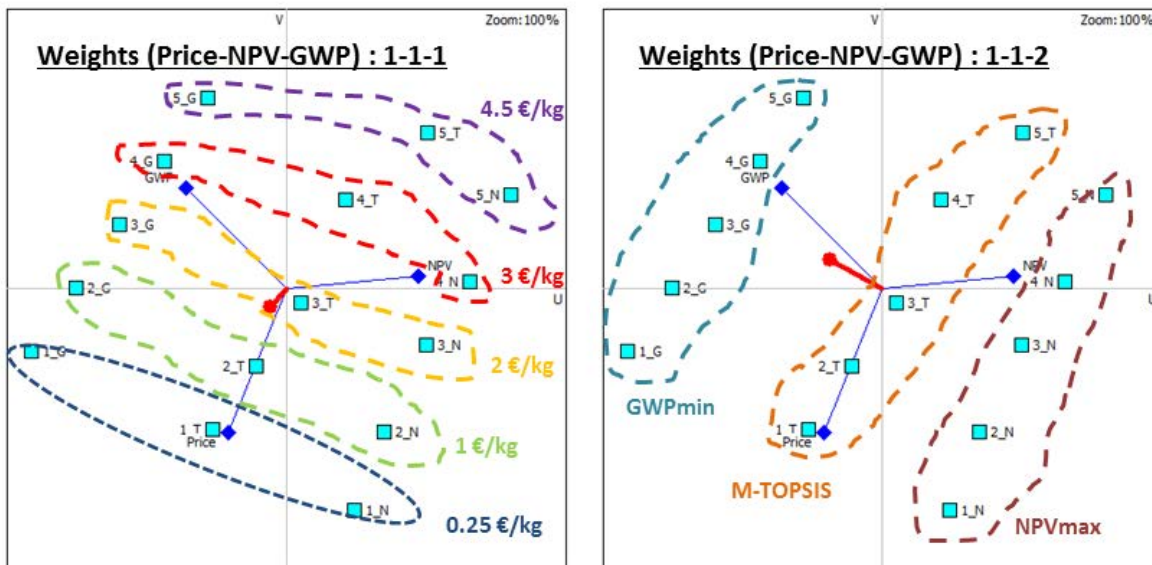 V
Zoom:100%
Weights (Price-NPV-GWP) : 1-1-1
5_G
4.5 €/kg
5_T
4_G
GWP
5_N
4_T
3_G
NPV
4_N
3 €/kg
2_G
U
3_T
3_N
2 €/kg
1_G
2_T
1_T
Price
2_N
1 €/kg
1_N
0.25 €/kg
V
Zoom:100%
Weights (Price-NPV-GWP) : 1-1-2
5_G
5_T
4_G
GWP
5_N
4_T
3_G
NPV
4_N
2_G
U
3_T
3_N
1_G
2_T
GWPmin
1_T
Price
2_N
M-TOPSIS
1_N
NPVmax